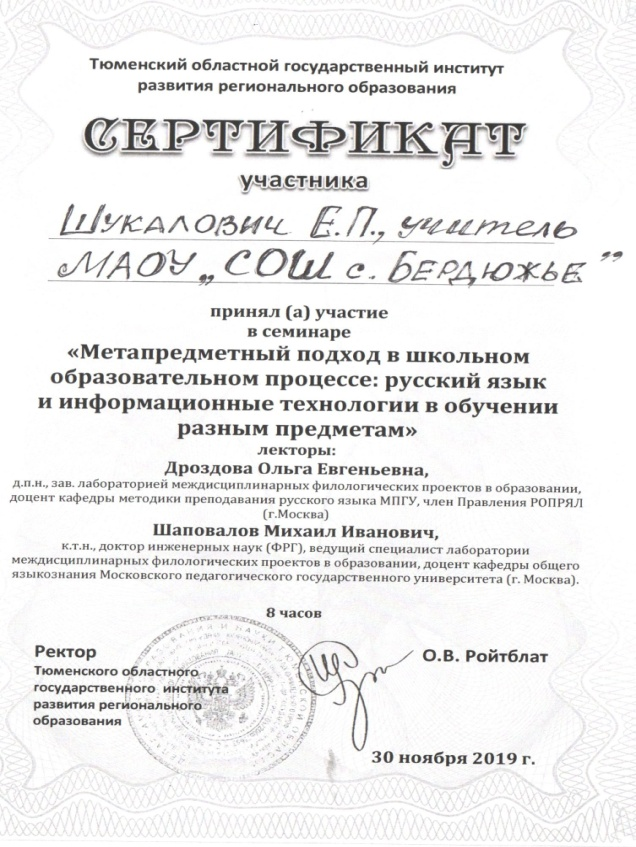 Тюменский областной государственный институт
развития регионального образования
СЕРТИФИКАТ
участника
Шукалович Е.П., учитель
МАОУ „СОШ с. Бердюжье”
принял (а) участие
в семинаре
«Метапредметный подход в школьном
образовательном процессе: русский язык
и информационные технологии в обучении
разным предметам»
лекторы:
Дроздова Ольга Евгеньевна,
д.п.н., зав. лабораторией междисциплинарных филологических проектов в образовании,
доцент кафедры методики преподавания русского языка МПГУ, член Правления РОПРЯЛ
(г.Москва)
Шаповалов Михаил Иванович,
к.т.н., доктор инженерных наук (ФРГ), ведущий специалист лаборатории
междисциплинарных филологических проектов в образовании, доцент кафедры общего
языкознания Московского педагогического государственного университета (г. Москва).
8 часов
Ректор
Тюменского областного
государственного института
развития регионального
образования
О.В. Ройтблат
30 ноября 2019 г.